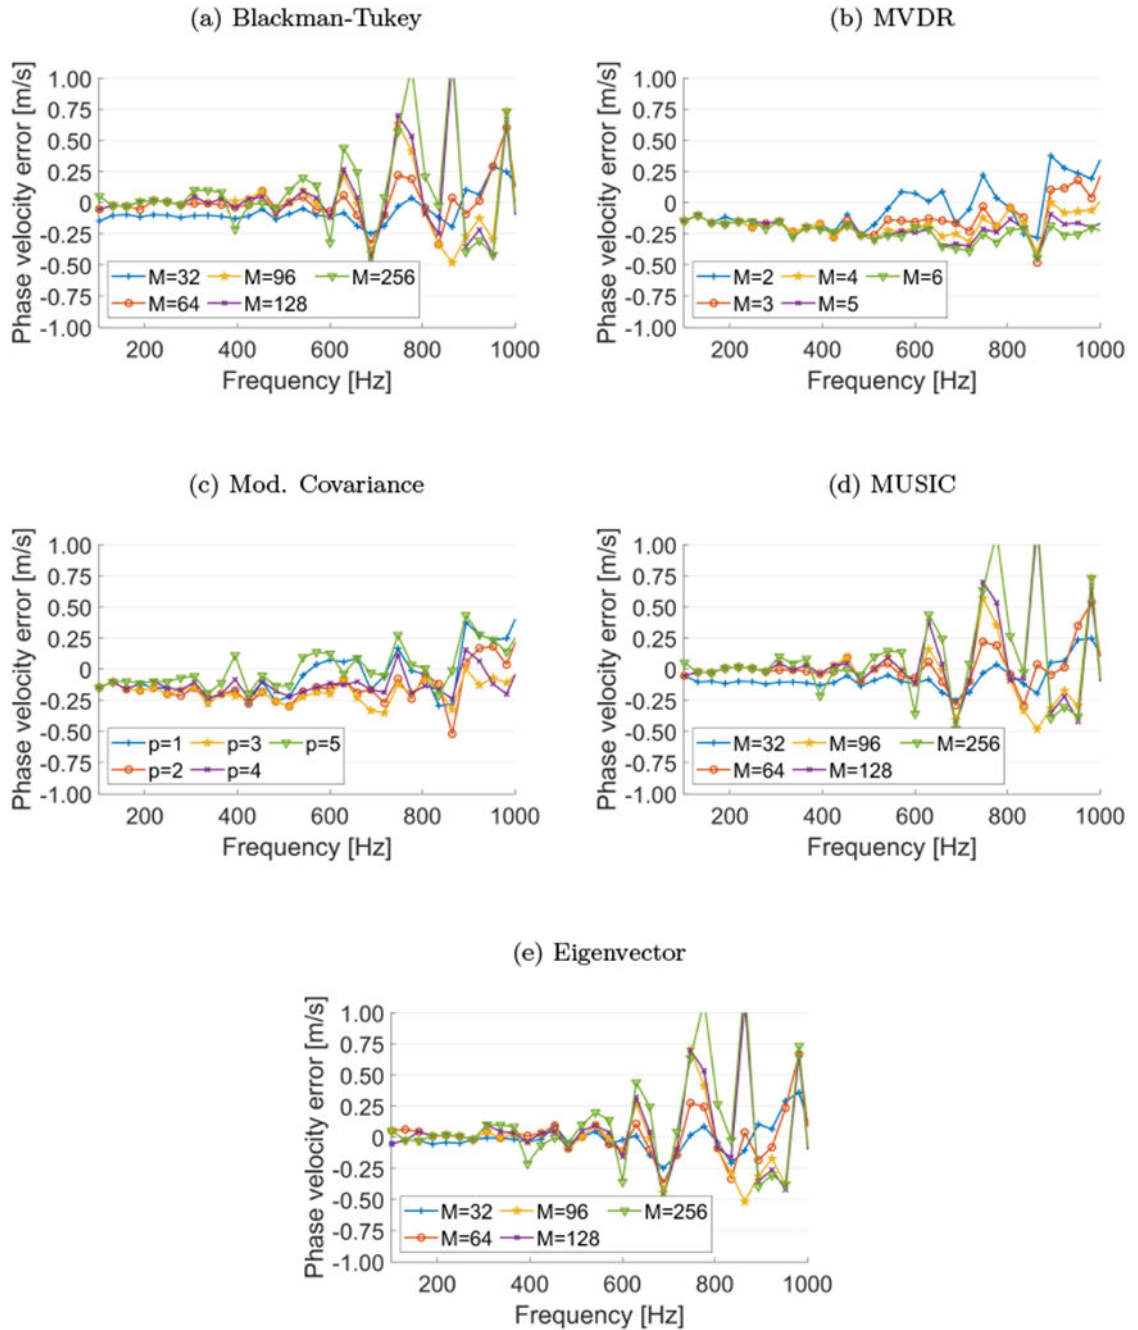 (a) Blackman-Tukey
Phase velocity error [m/s]
1.00
0.75
0.50
0.25
0
-0.25
-0.50
-0.75
-1.00
M=32 M=96 M=256
M=64 M=128
200 400 600 800 1000
Frequency [Hz]
(b) MVDR
Phase velocity error [m/s]
1.00
0.75
0.50
0.25
0
-0.25
-0.50
-0.75
-1.00
M=2 M=4 M=6
M=3 M=5
200 400 600 800 1000
Frequency [Hz]
(c) Mod. Covariance
Phase velocity error [m/s]
1.00
0.75
0.50
0.25
0
-0.25
-0.50
-0.75
-1.00
p=1 p=3 p=5
p=2 p=4
200 400 600 800 1000
Frequency [Hz]
(d) MUSIC
Phase velocity error [m/s]
1.00
0.75
0.50
0.25
0
-0.25
-0.50
-0.75
-1.00
M=32 M=96 M=256
M=64 M=128
200 400 600 800 1000
Frequency [Hz]
(e) Eigenvector
Phase velocity error [m/s]
1.00
0.75
0.50
0.25
0
-0.25
-0.50
-0.75
-1.00
M=32 M=96 M=256
M=64 M=128
200 400 600 800 1000
Frequency [Hz]